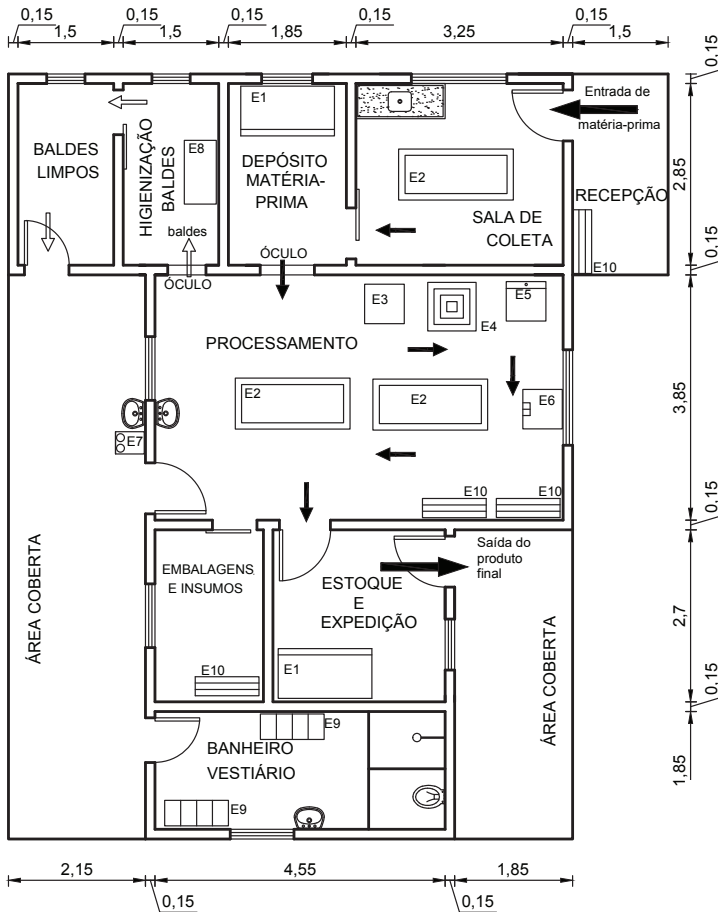 0,15
0,15
0,15
0,15
0,15
1,5
1,5
1,85
3,25
1,5
0,15
E1
Entrada de
matéria-prima
BALDES
LIMPOS
HIGIENIZAÇÃO
BALDES
E8
DEPÓSITO
MATÉRIA-
PRIMA
E2
2,85
RECEPÇÃO
SALA DE
COLETA
baldes
ÓCULO
ÓCULO
E10
0,15
E3
E4
E5
PROCESSAMENTO
E2
E2
E6
3,85
E7
E10
E10
0,15
ÁREA COBERTA
EMBALAGENS
E INSUMOS
Saída do
produto
final
ESTOQUE
E
EXPEDIÇÃO
2,7
E10
E1
ÁREA COBERTA
0,15
E9
BANHEIRO
VESTIÁRIO
E9
1,85
2,15
4,55
1,85
0,15
0,15